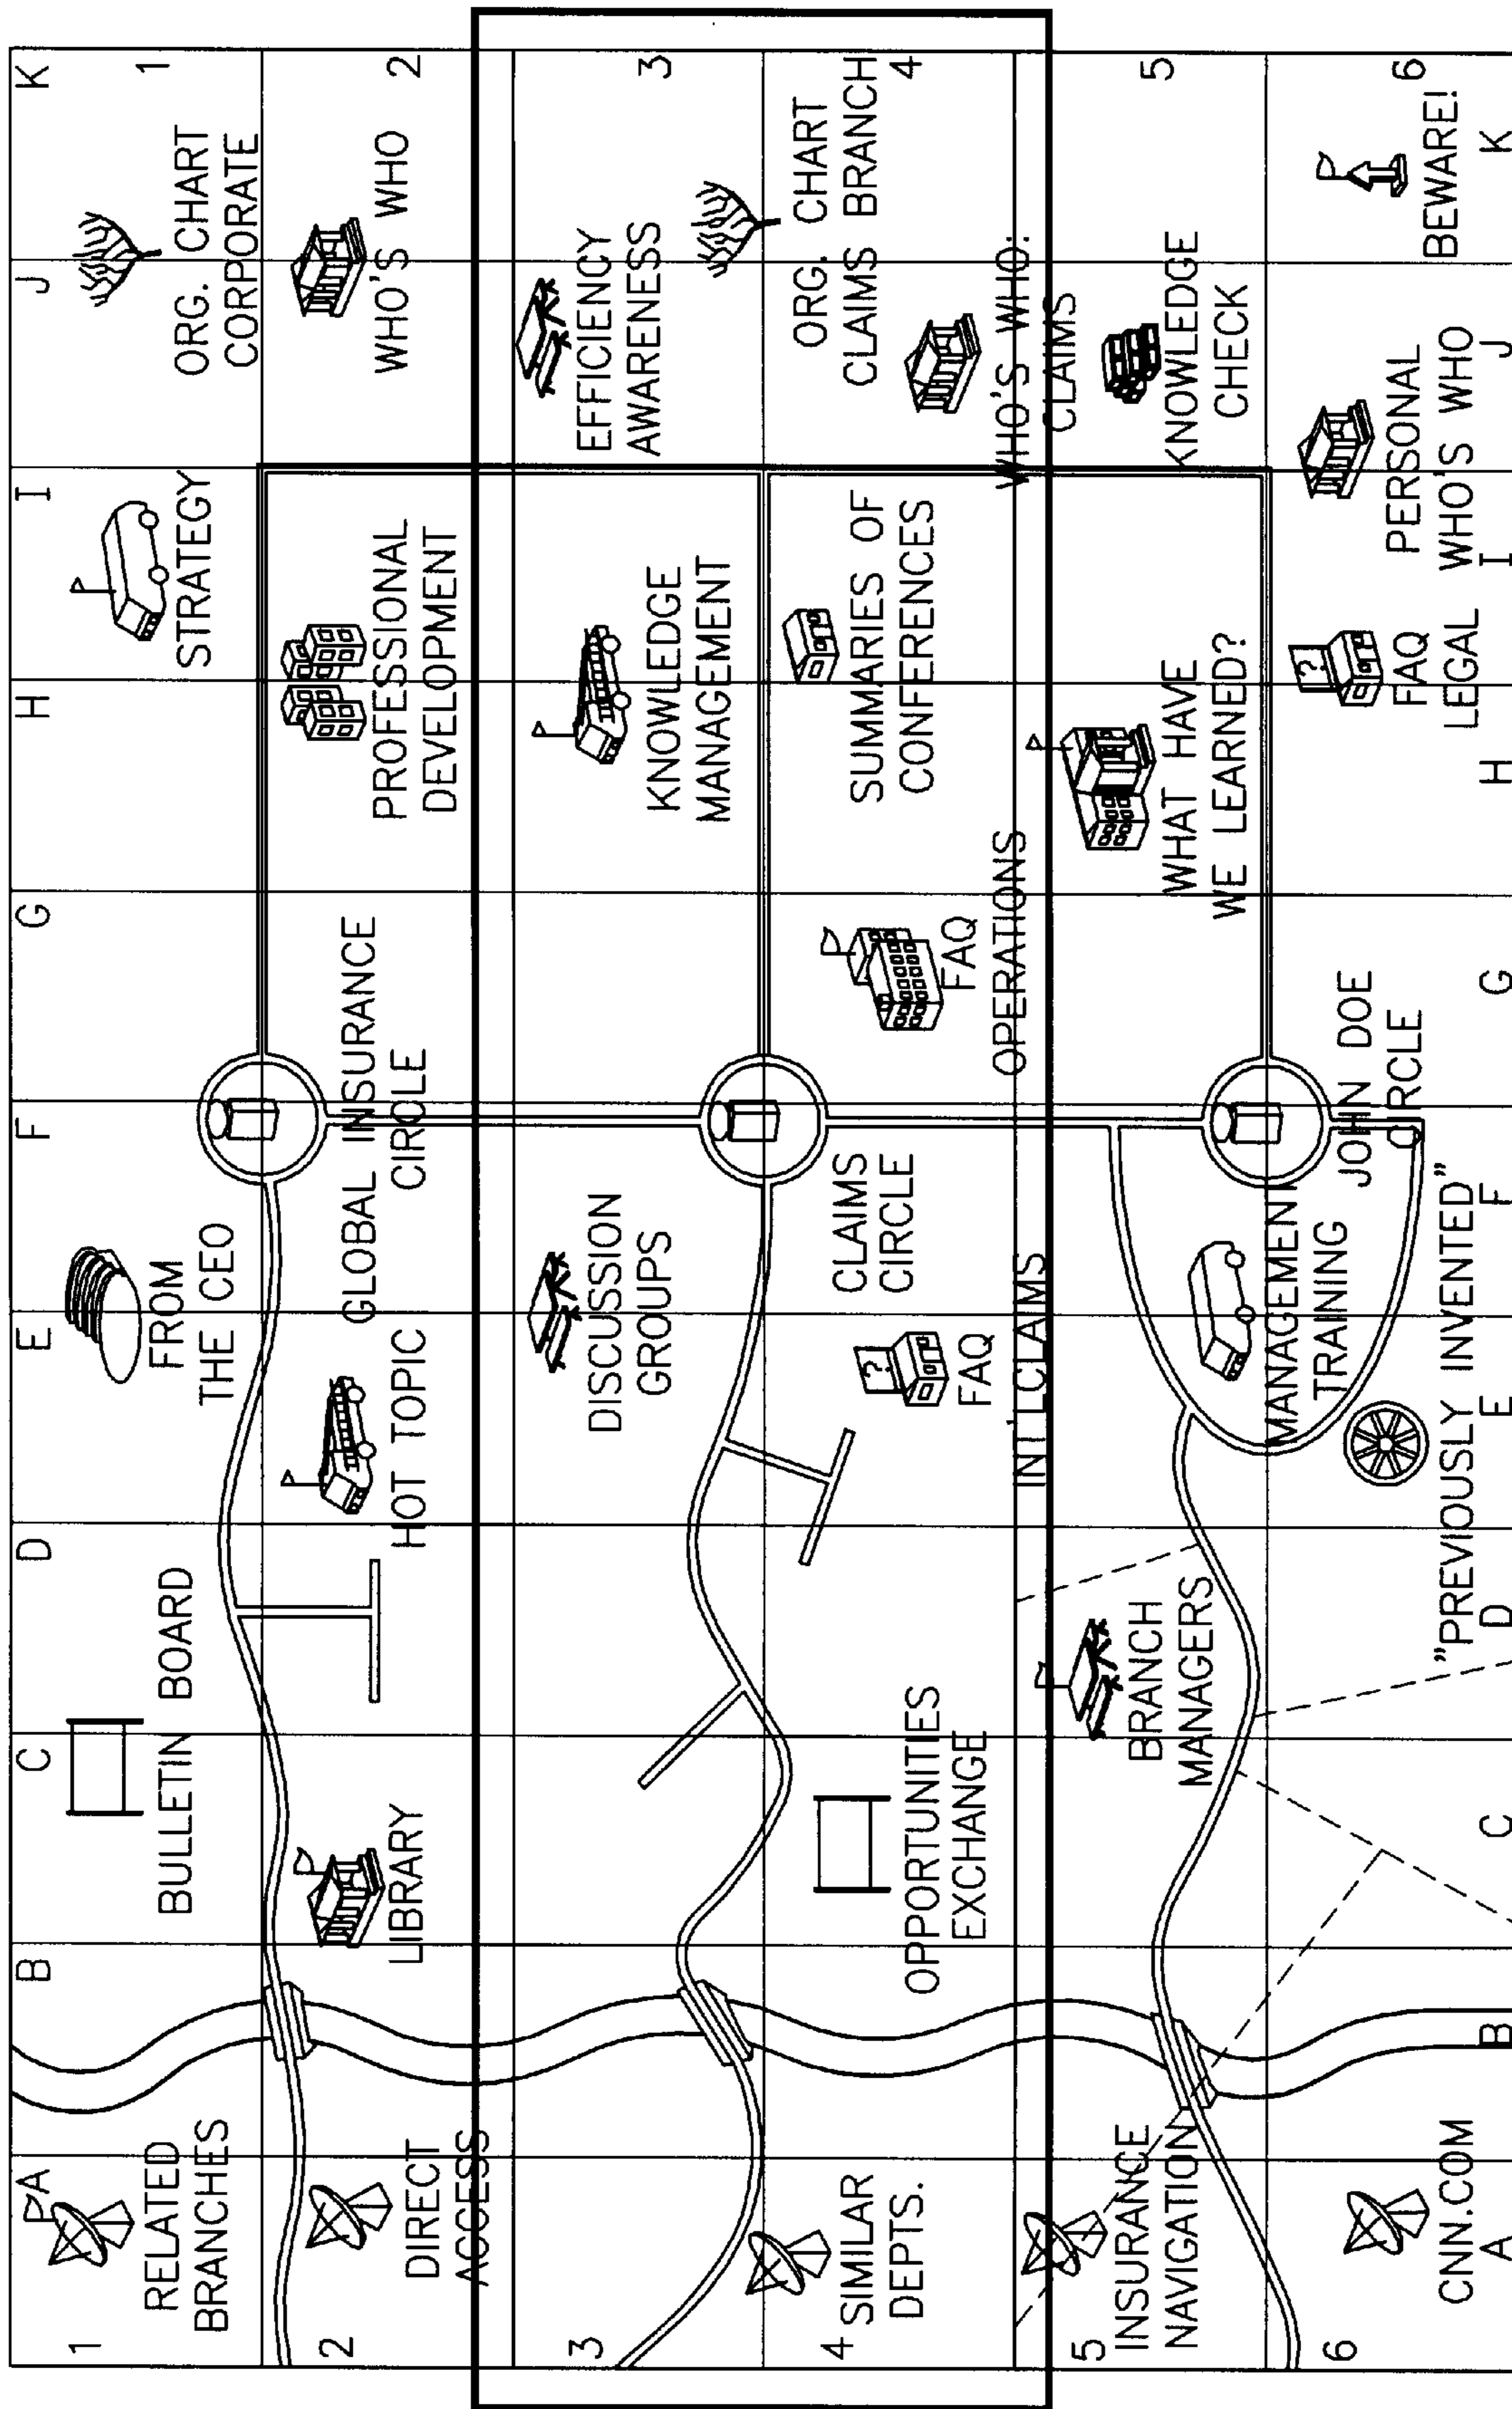 A B C D E F G H I J K
1
RELATED
BRANCHES
BULLETIN BOARD
FROM
THE CEO
STRATEGY
ORG. CHART
CORPORATE
1
2
DIRECT
ACCESS
LIBRARY
HOT TOPIC
GLOBAL INSURANCE
CIRCLE
PROFESSIONAL
DEVELOPMENT
WHO'S WHO
2
3
DISCUSSION
GROUPS
KNOWLEDGE
MANAGEMENT
EFFICIENCY
AWARENESS
3
4
SIMILAR
DEPTS.
OPPORTUNITIES
EXCHANGE
?
FAQ
INT'L CLAIMS
CLAIMS
CIRCLE
FAQ
OPERATIONS
SUMMARIES OF
CONFERENCES
ORG. CHART
CLAIMS BRANCH
WHO'S WHO:
CLAIMS
4
5
INSURANCE
NAVIGATION
BRANCH
MANAGERS
MANAGEMENT
TRAINING
WHAT HAVE
WE LEARNED?
KNOWLEDGE
CHECK
5
6
CNN.COM
"PREVIOUSLY INVENTED"
JOHN DOE
CIRCLE
?
FAQ
LEGAL
PERSONAL
WHO'S WHO
BEWARE!
6
A B C D E F G H I J K